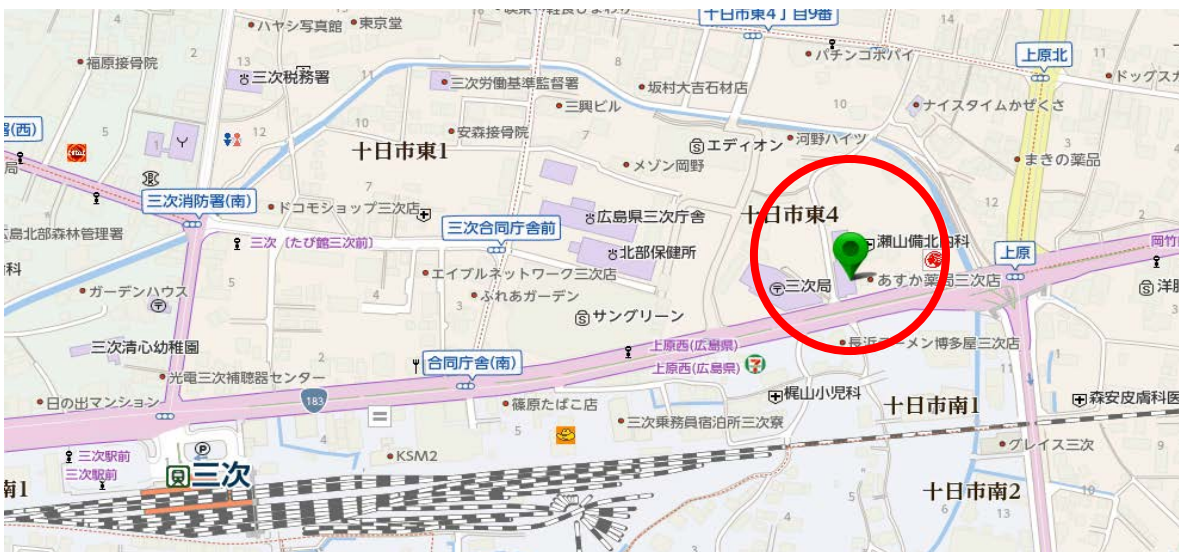 十日市東4丁目9番
ハヤシ写真館
東京堂
パチンコポパイ
上原北
福原接骨院
三次税務署
三次労働基準監督署
坂村大吉石材店
ドッグスカ
三興ビル
ナイスタイムかぜくさ
署(西)
安森接骨院
エディオン
河野ハイツ
局
十日市東1
メゾン岡野
まきの薬品
三次消防署(南)
ドコモショップ三次店
三次合同庁舎前
広島県三次庁舎
十日市東4
広島北部森林管理署
三次〔たび館三次前〕
北部保健所
瀬山備北内科
上原
岡竹
科
ガーデンハウス
エイブルネットワーク三次店
ふれあガーデン
三次局
あすか薬局三次店
洋服
サングリーン
三次清心幼稚園
上原西(広島県)
長浜ラーメン博多屋三次店
合同庁舎(南)
上原西(広島県)
光電三次補聴器センター
183
梶山小児科
日の出マンション
篠原たばこ店
十日市南1
森安皮膚科医
三次乗務員宿泊所三次寮
三次駅前
KSM2
グレイス三次
三次駅前
三次
南1
十日市南2